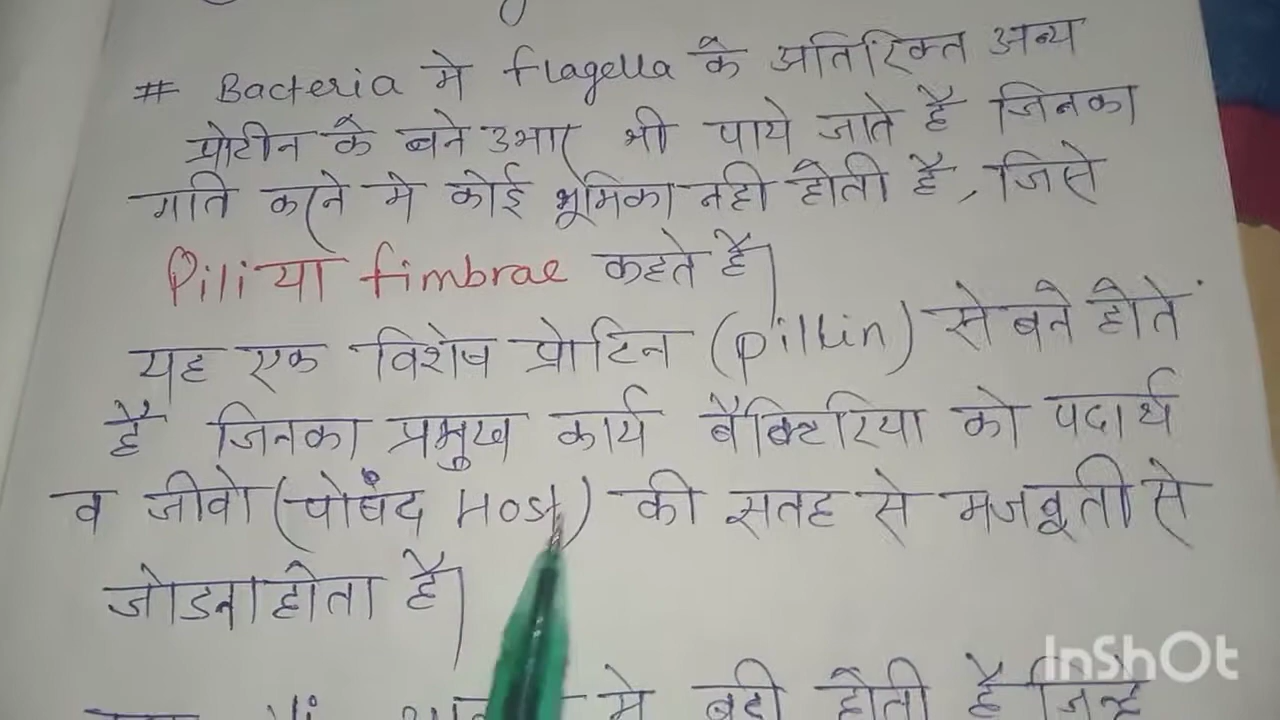 # Bacteria मे flagella के अतिरिक्त अन्य
प्रोटीन के बने उभार भी पाये जाते है जिनका
गति करने मे कोई भूमिका नही होती है, जिसे
Pili या fimbrae कहते है।
यह एक विशेष प्रोटिन (pillin) से बने होते
है जिनका प्रमुख कार्य बैक्टिरिया को पदार्थ
व जीवो (पोषद Host) की सतह से मजबूती से
जोडना होता है।
मे बडी होती है जिन्हे
InShOt